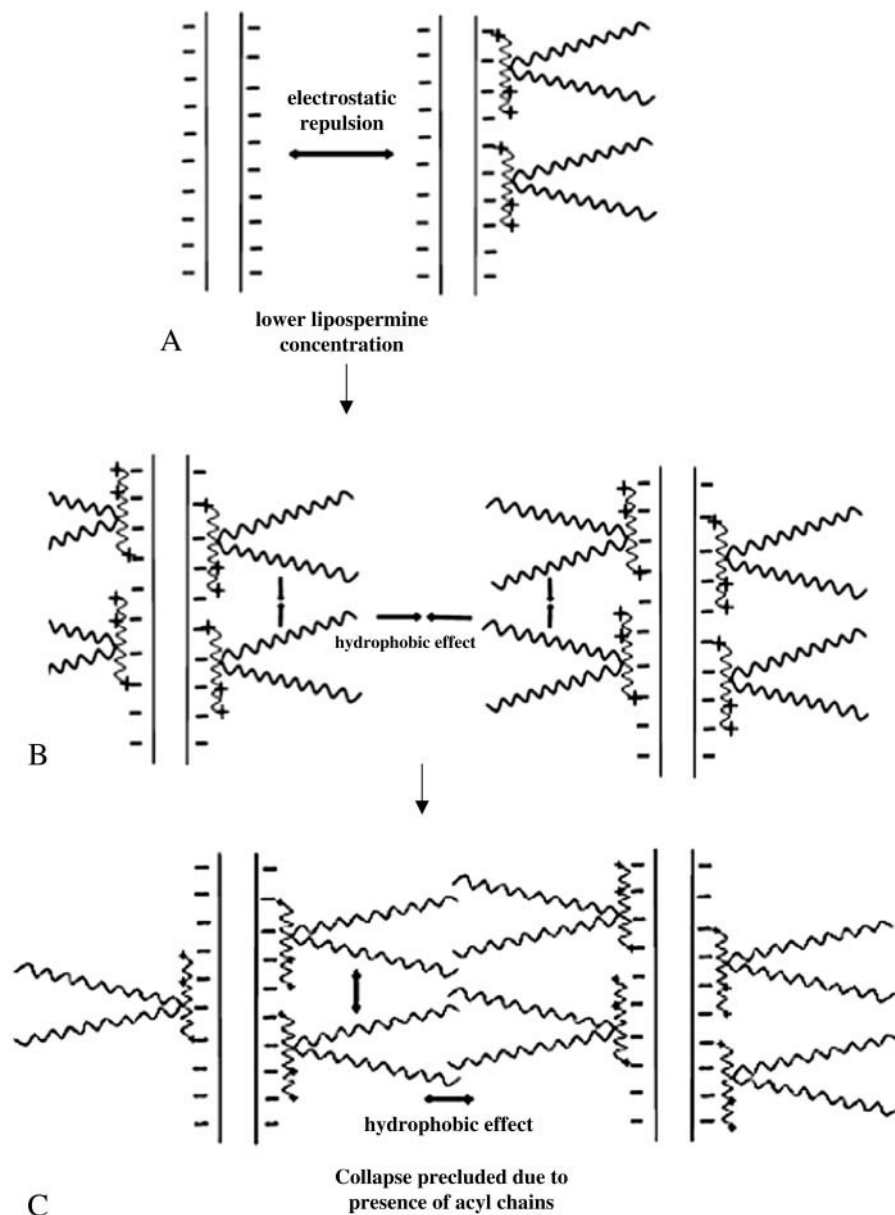 electrostatic
repulsion
A
lower lipospermine
concentration
hydrophobic effect
B
hydrophobic effect
Collapse precluded due to
presence of acyl chains
C